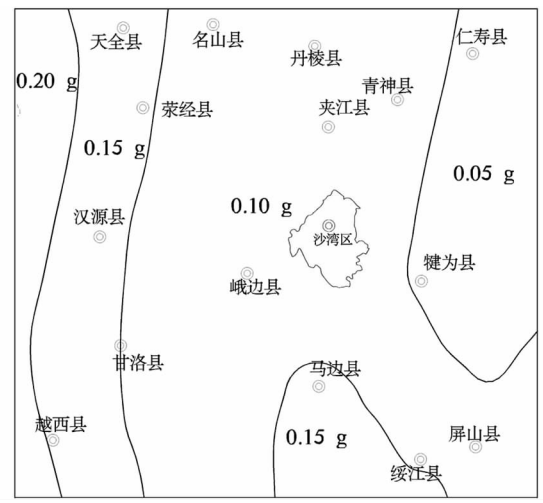 天全县
名山县
丹棱县
仁寿县
0.20 g
青神县
荥经县
夹江县
0.15 g
0.05 g
汉源县
0.10 g
沙湾区
犍为县
峨边县
甘洛县
马边县
越西县
0.15 g
屏山县
绥江县